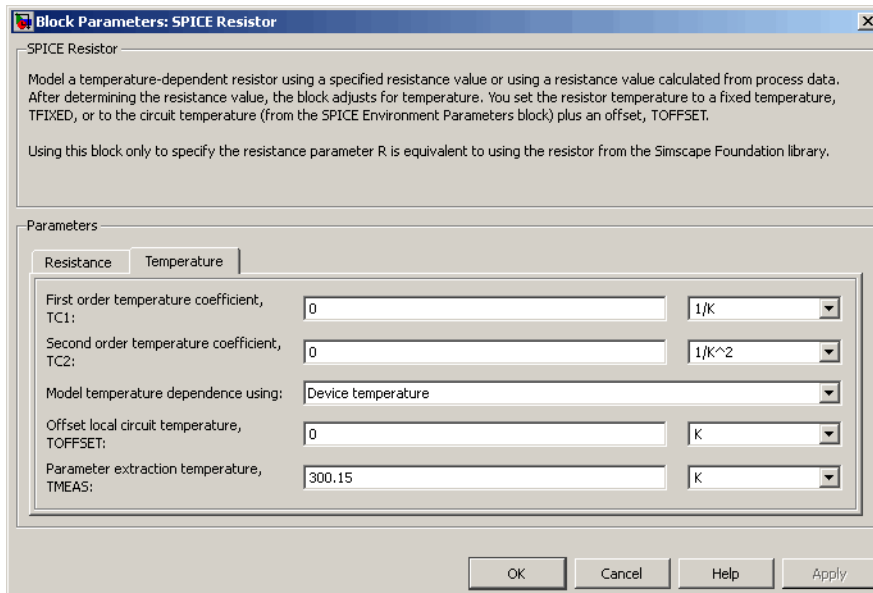 Block Parameters: SPICE Resistor
SPICE Resistor
Model a temperature-dependent resistor using a specified resistance value or using a resistance value calculated from process data.
After determining the resistance value, the block adjusts for temperature. You set the resistor temperature to a fixed temperature,
TFIXED, or to the circuit temperature (from the SPICE Environment Parameters block) plus an offset, TOFFSET.
Using this block only to specify the resistance parameter R is equivalent to using the resistor from the Simscape Foundation library.
Parameters
Resistance Temperature
First order temperature coefficient,
TC1: 0 1/K
Second order temperature coefficient,
TC2: 0 1/K^2
Model temperature dependence using: Device temperature
Offset local circuit temperature,
TOFFSET: 0 K
Parameter extraction temperature,
TMEAS: 300.15 K
OK Cancel Help Apply